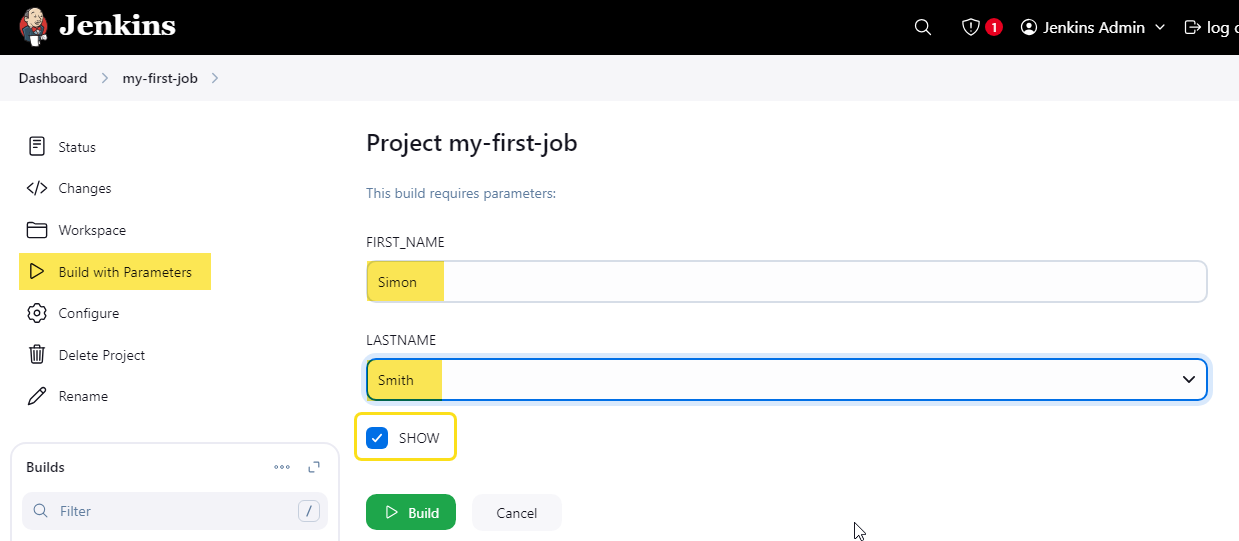 Jenkins
1 Jenkins Admin log
Dashboard my-first-job
Status
Changes
Workspace
Build with Parameters
Configure
Delete Project
Rename
Builds
Filter /
Project my-first-job
This build requires parameters:
FIRST_NAME
Simon
LASTNAME
Smith
SHOW
Build Cancel